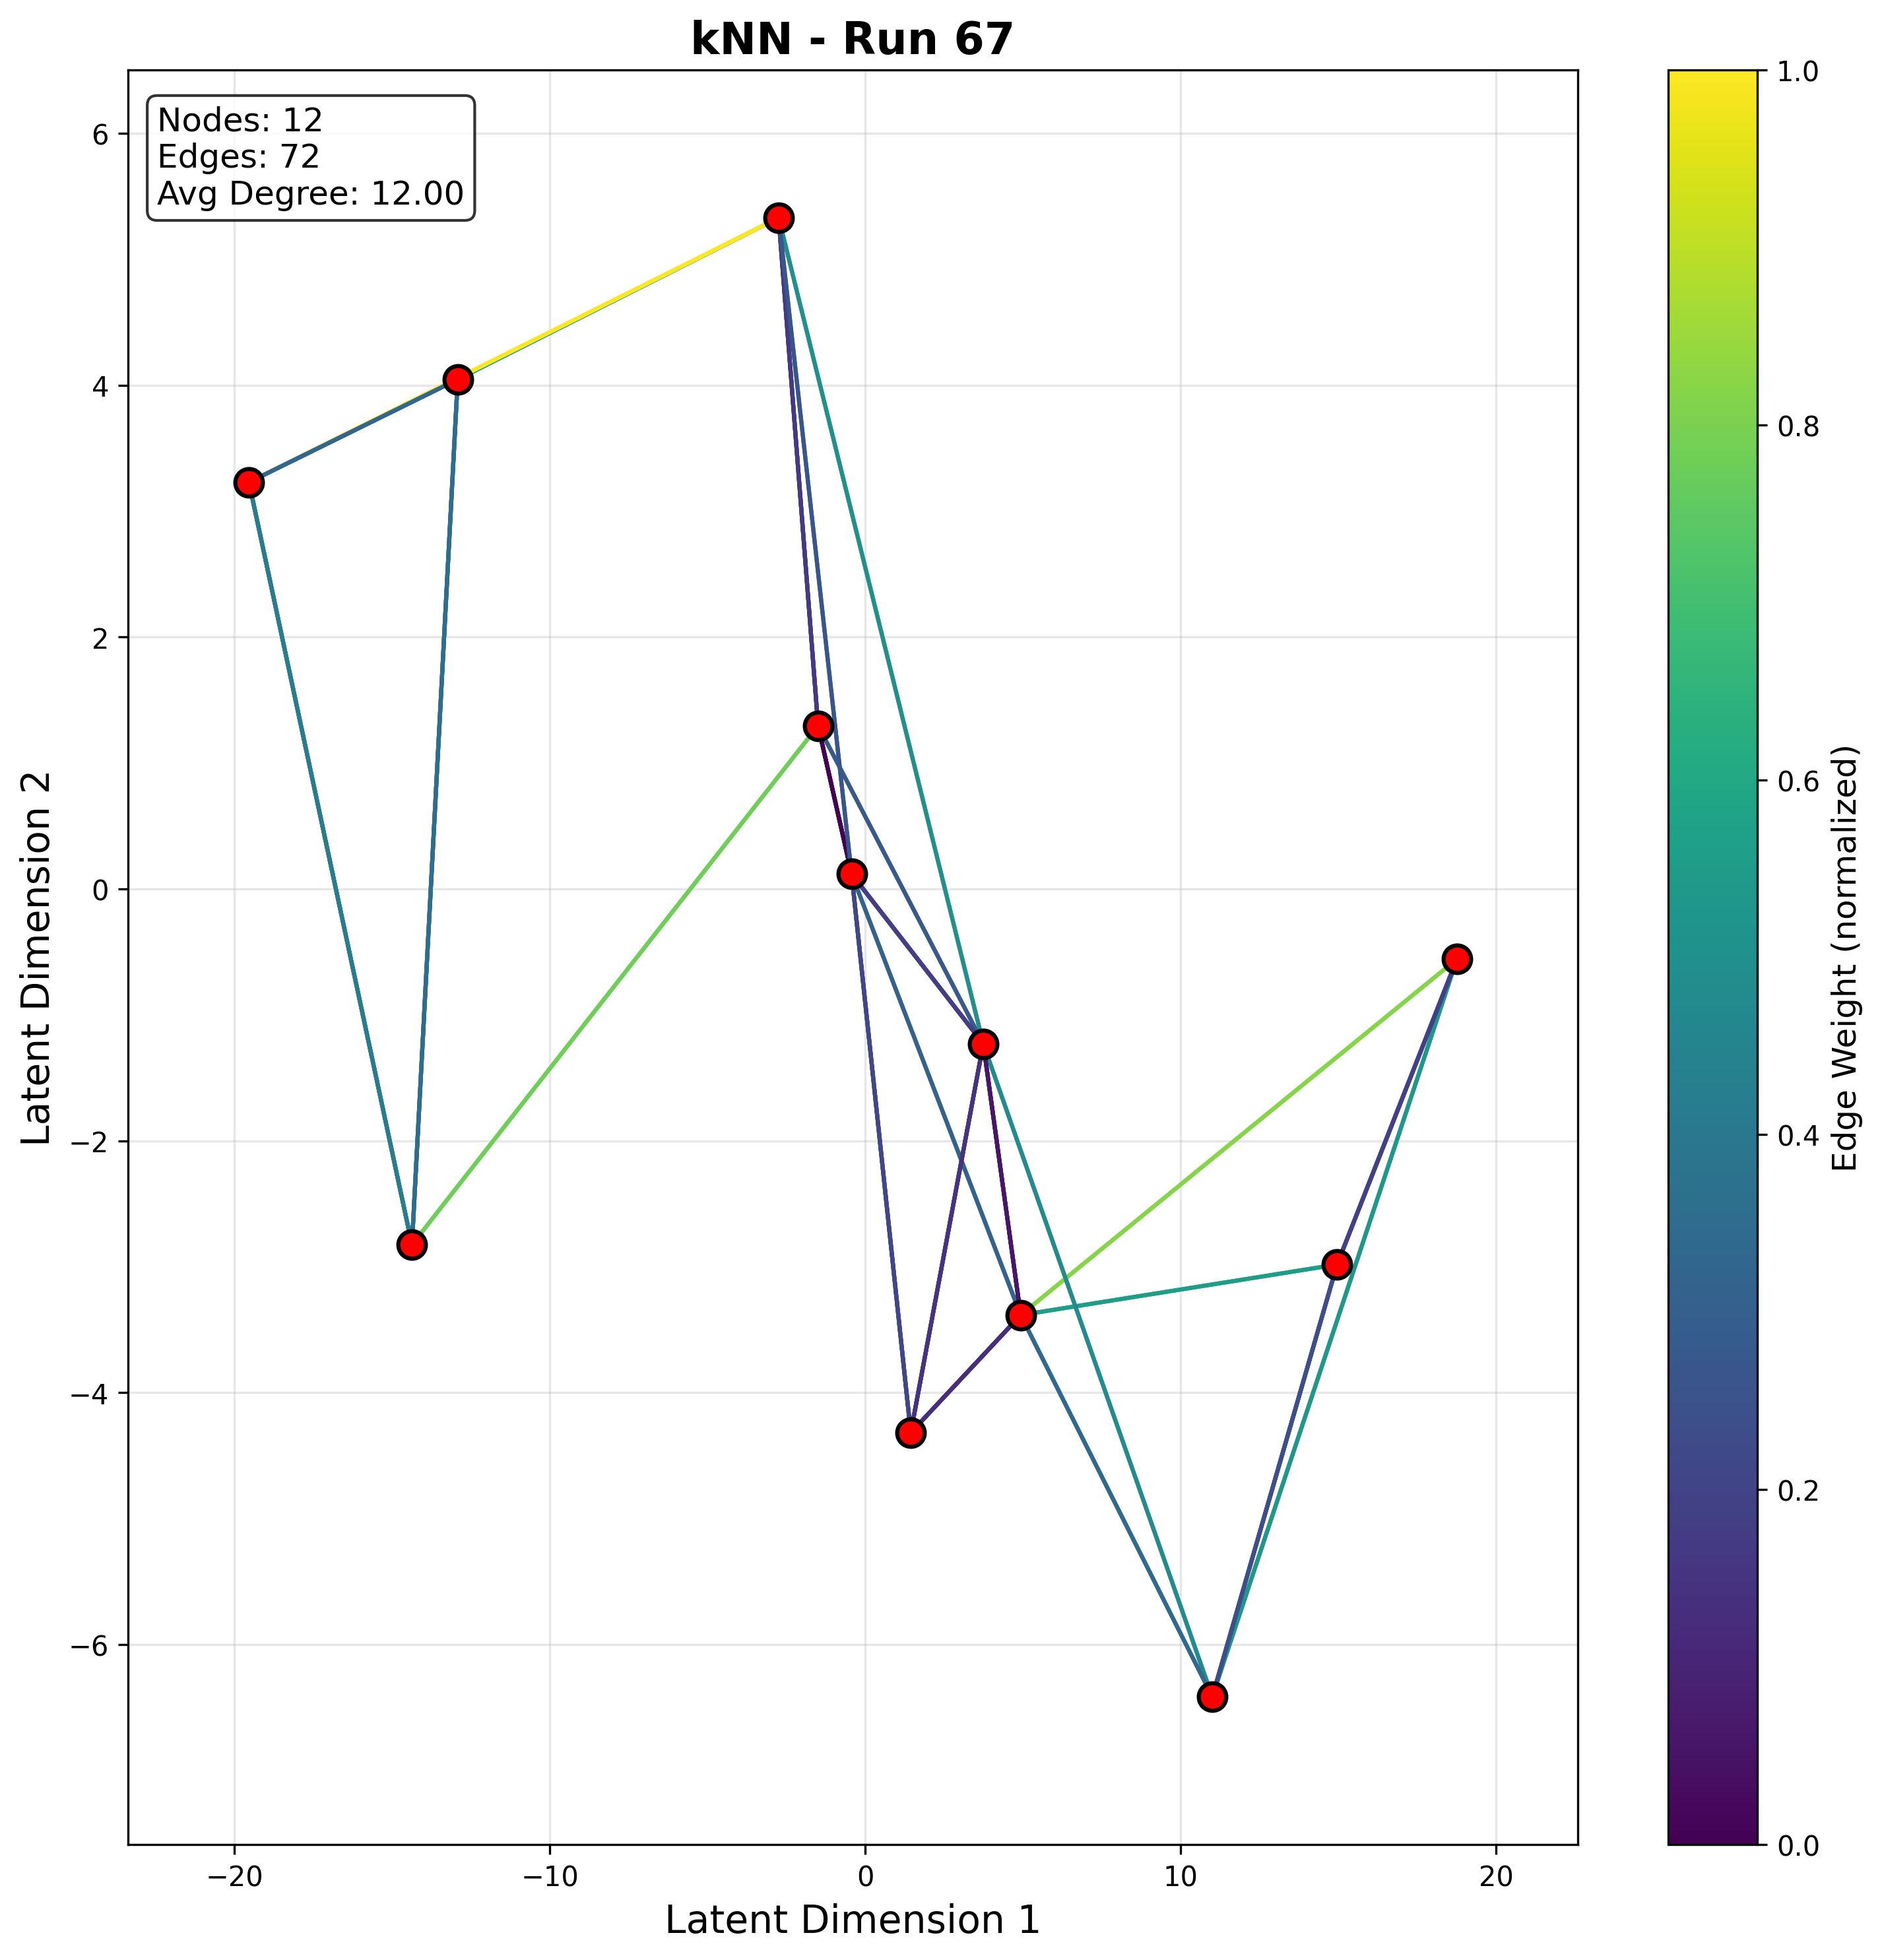 kNN - Run 67
Nodes: 12
Edges: 72
Avg Degree: 12.00
6
4
2
0
−2
−4
−6
Latent Dimension 2
−20
−10
0
10
20
Latent Dimension 1
1.0
0.8
0.6
0.4
0.2
0.0
Edge Weight (normalized)